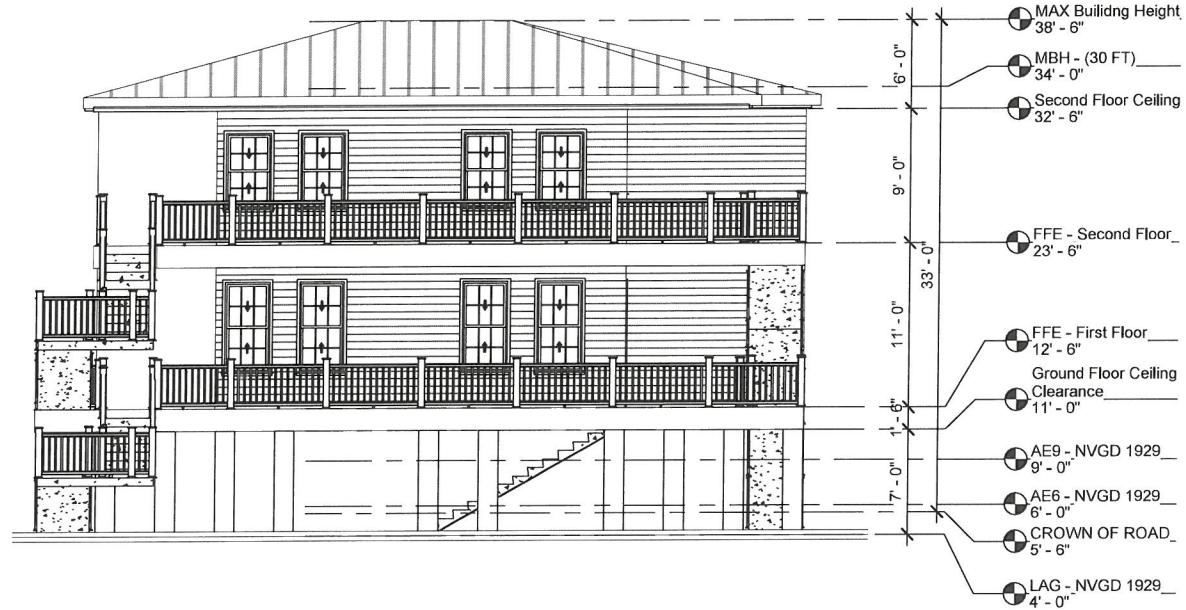 MAX Builidng Height
38' - 6"
MBH - (30 FT)
34' - 0"
Second Floor Ceiling
32' - 6"
FFE - Second Floor
23' - 6"
FFE - First Floor
12' - 6"
Ground Floor Ceiling
Clearance
11' - 0"
AE9 - NVGD 1929
9' - 0"
AE6 - NVGD 1929
6' - 0"
CROWN OF ROAD
5' - 6"
LAG - NVGD 1929
4' - 0"
6' - 0"
9' - 0"
33' - 0"
11' - 0"
1' - 6"
7' - 0"